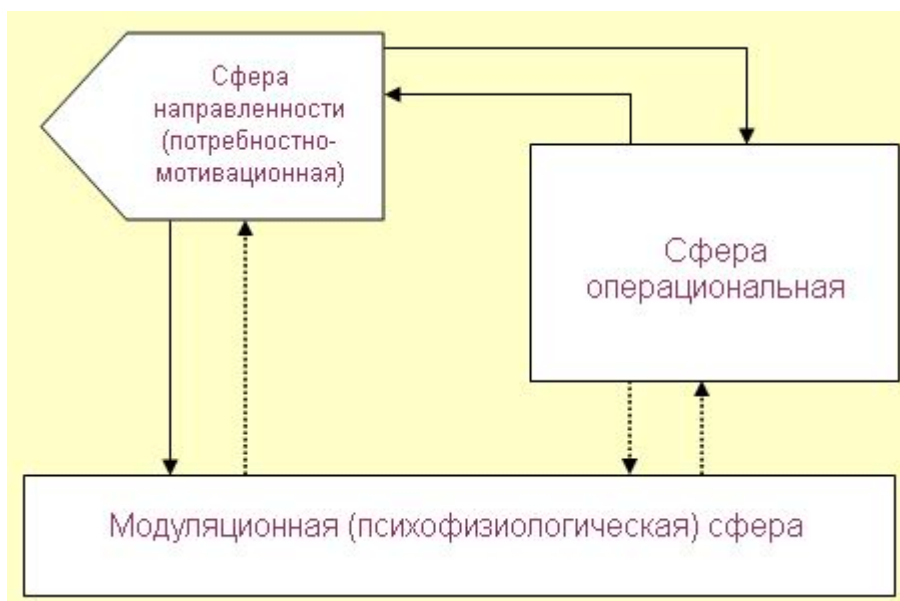 Сфера
направленности
(потребностно-
мотивационная)
Сфера
операциональная
Модуляционная (психофизиологическая) сфера